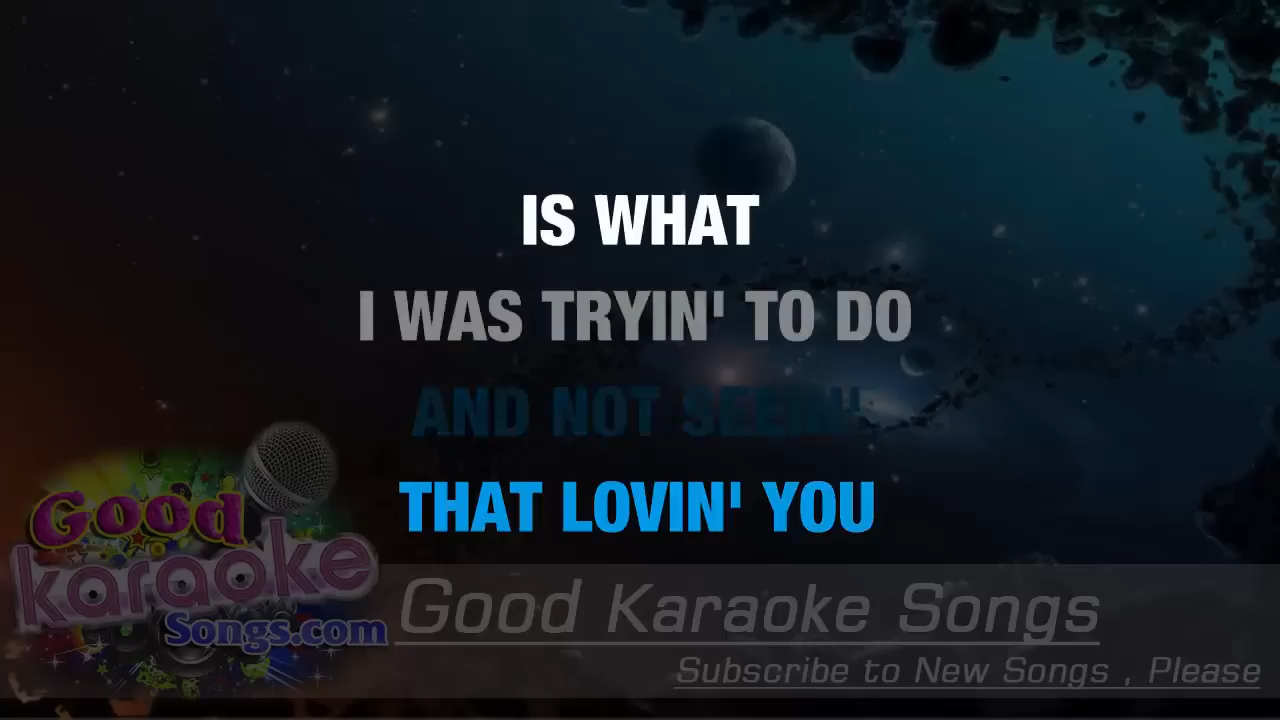 IS WHAT
I WAS TRYIN' TO DO
AND NOT SEEIN'
THAT LOVIN' YOU
Good
karaoke
Songs.com
Good Karaoke Songs
Subscribe to New Songs , Please